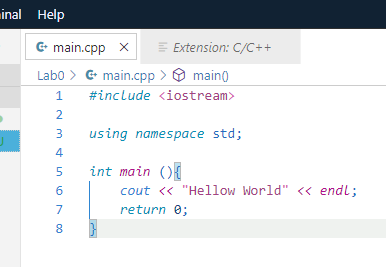 Terminal Help
main.cpp ×
Extension: C/C++
Lab0 > main.cpp > main()
1 #include <iostream>
2
3 using namespace std;
4
5 int main (){
6 cout << "Hellow World" << endl;
7 return 0;
8 }